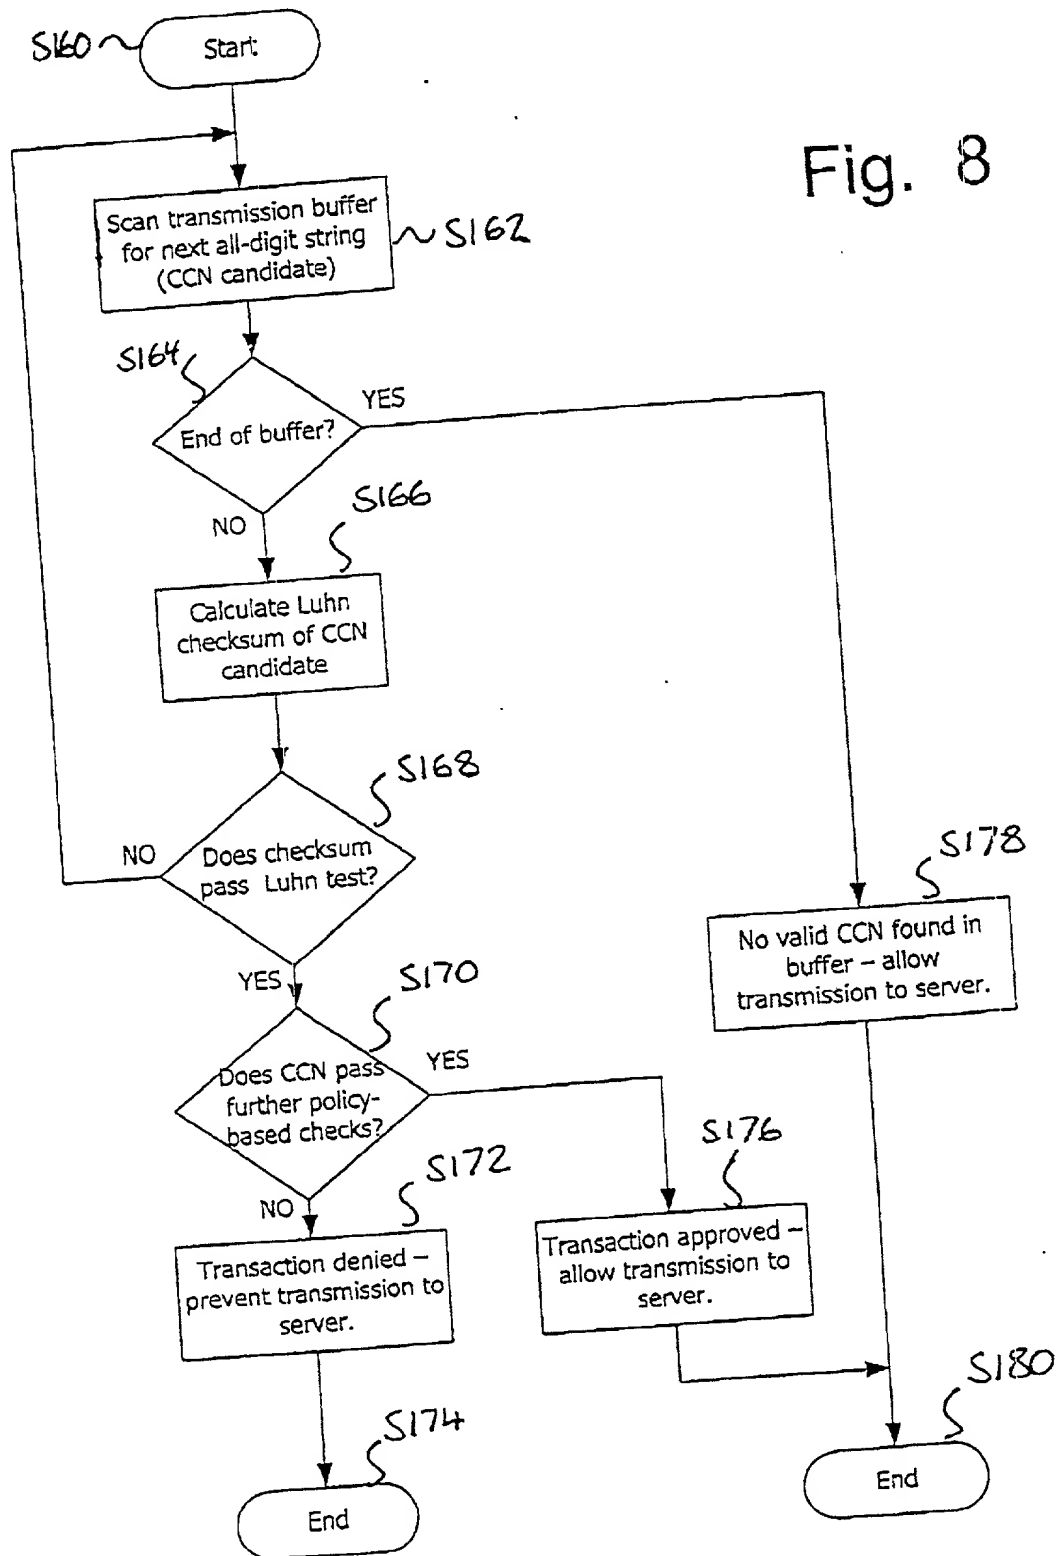 S160
Start
Fig. 8
Scan transmission buffer
for next all-digit string
(CCN candidate)
S162
S164
End of buffer?
YES
NO
S166
Calculate Luhn
checksum of CCN
candidate
S168
Does checksum
pass Luhn test?
NO
YES
S170
Does CCN pass
further policy-
based checks?
YES
NO
S178
No valid CCN found in
buffer – allow
transmission to server.
S172
Transaction denied –
prevent transmission to
server.
S176
Transaction approved –
allow transmission to
server.
S174
End
S180
End